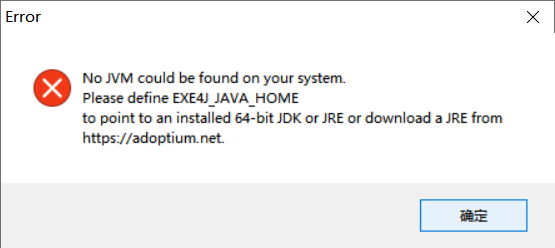 Error
No JVM could be found on your system.
Please define EXE4J_JAVA_HOME
to point to an installed 64-bit JDK or JRE or download a JRE from
https://adoptium.net.
确定